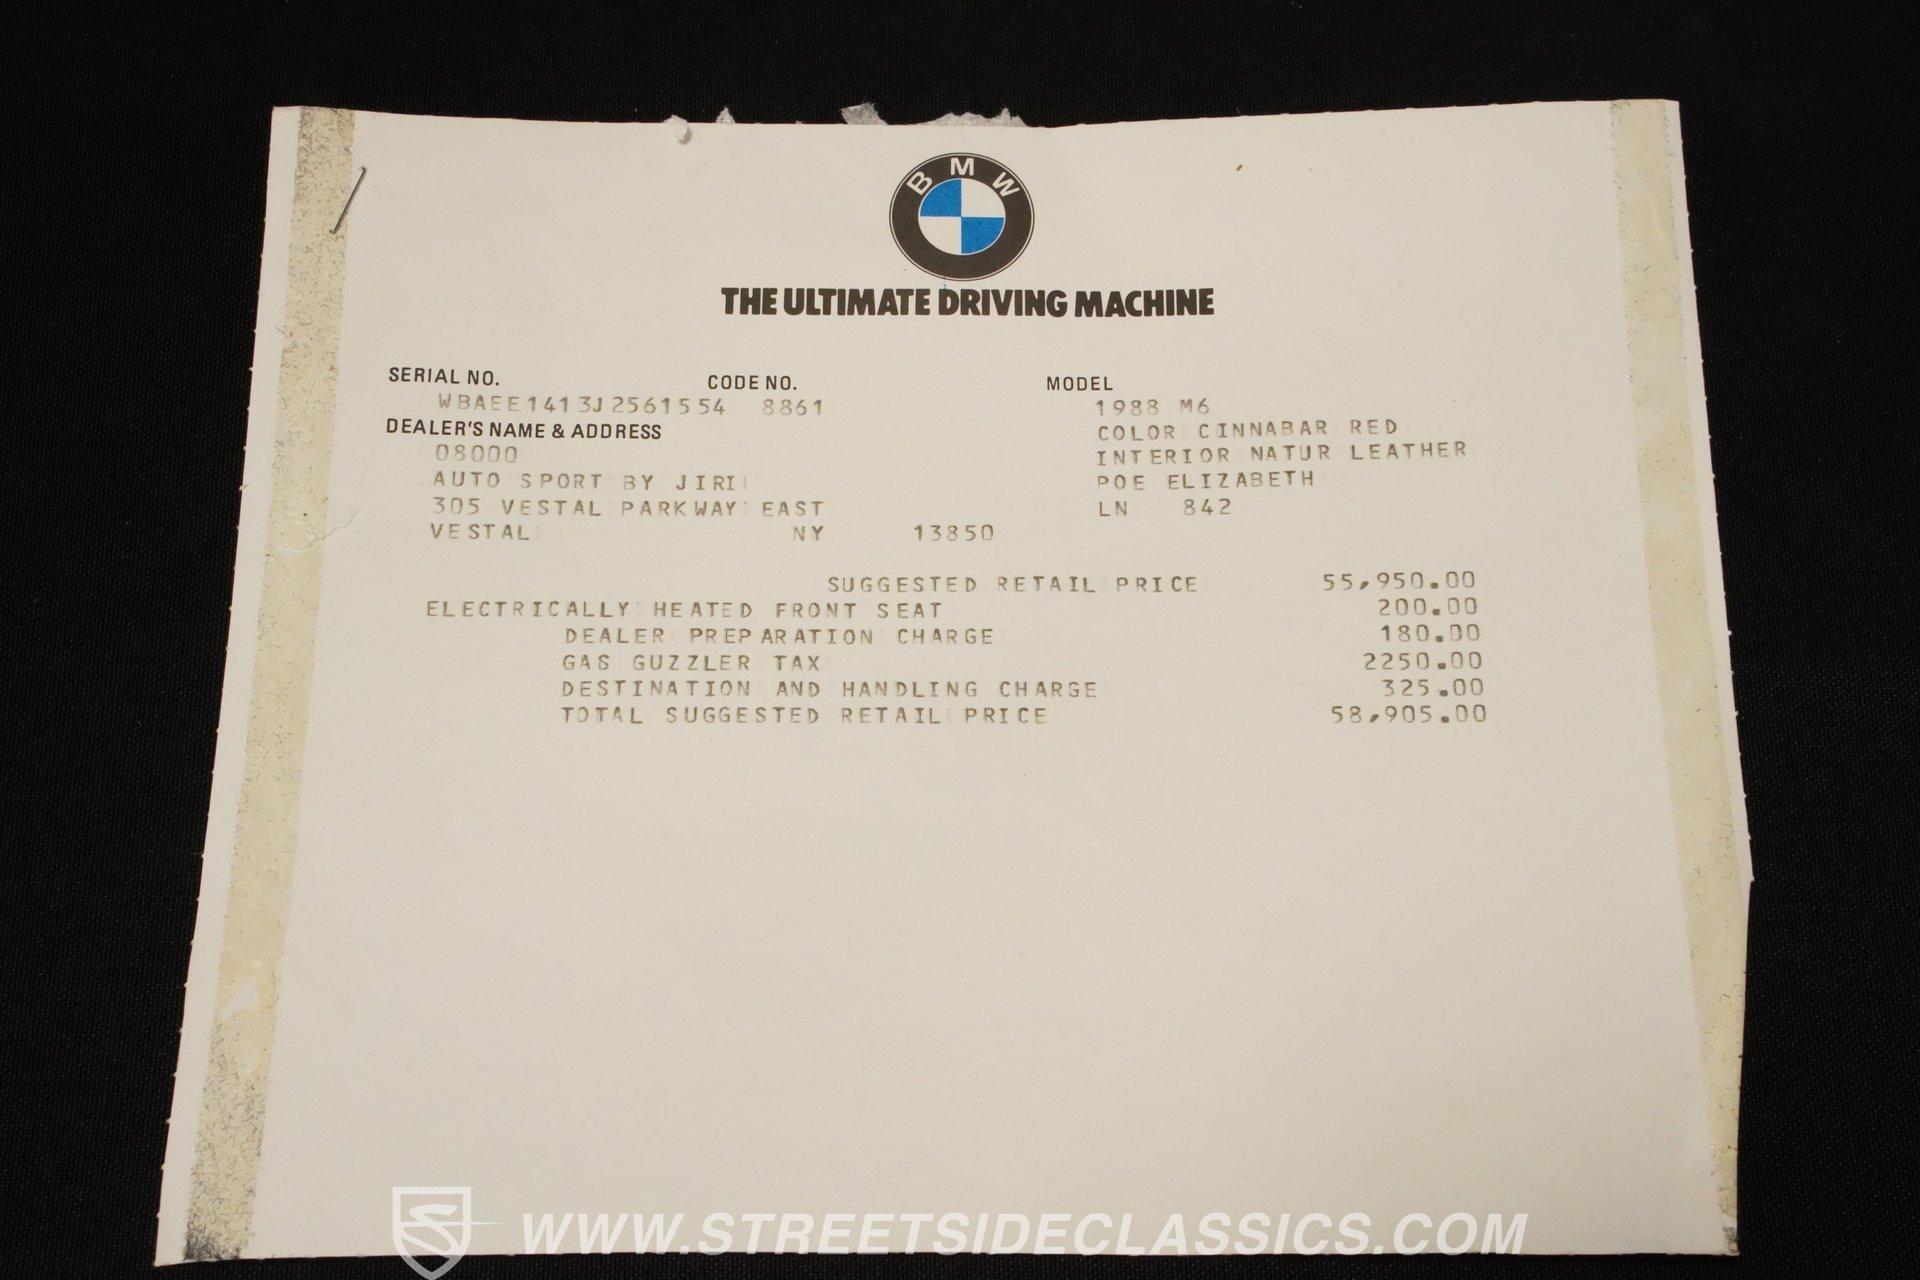 BMW
THE ULTIMATE DRIVING MACHINE
SERIAL NO. CODE NO. MODEL
WBAEE1413J2561554 8861 1988 M6
DEALER'S NAME & ADDRESS COLOR CINNABAR RED
08000 INTERIOR NATUR LEATHER
AUTO SPORT BY JIRI POE ELIZABETH
305 VESTAL PARKWAY EAST LN 842
VESTAL NY 13850
SUGGESTED RETAIL PRICE 55,950.00
ELECTRICALLY HEATED FRONT SEAT 200.00
DEALER PREPARATION CHARGE 180.00
GAS GUZZLER TAX 2250.00
DESTINATION AND HANDLING CHARGE 325.00
TOTAL SUGGESTED RETAIL PRICE 58,905.00
WWW.STREETSIDECLASSICS.COM